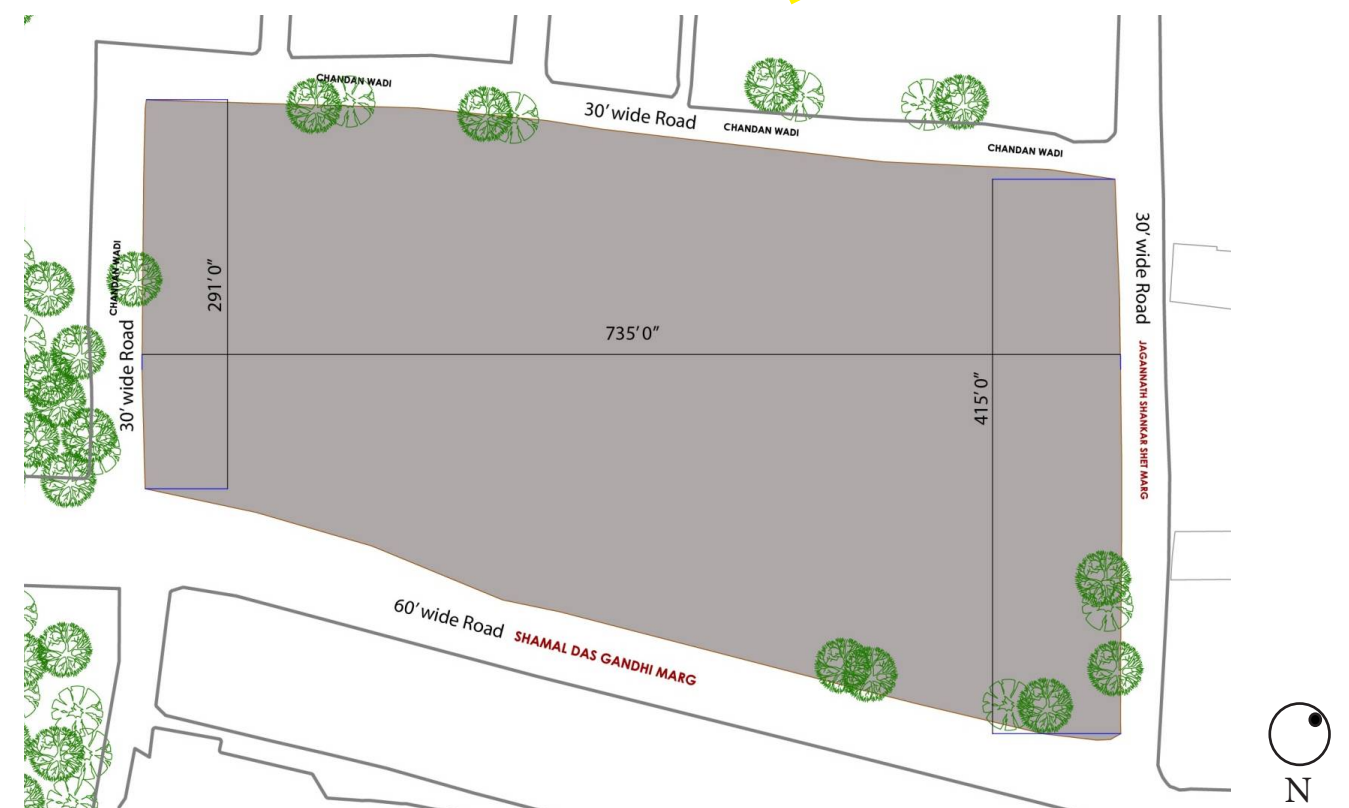 CHANDAN WADI
30' wide Road
CHANDAN WADI
CHANDAN WADI
CHANDAN WADI
30' wide Road
291'0"
735'0"
415'0"
30' wide Road
JAGANNATH SHANKAR SHET MARG
60' wide Road
SHAMAL DAS GANDHI MARG
N